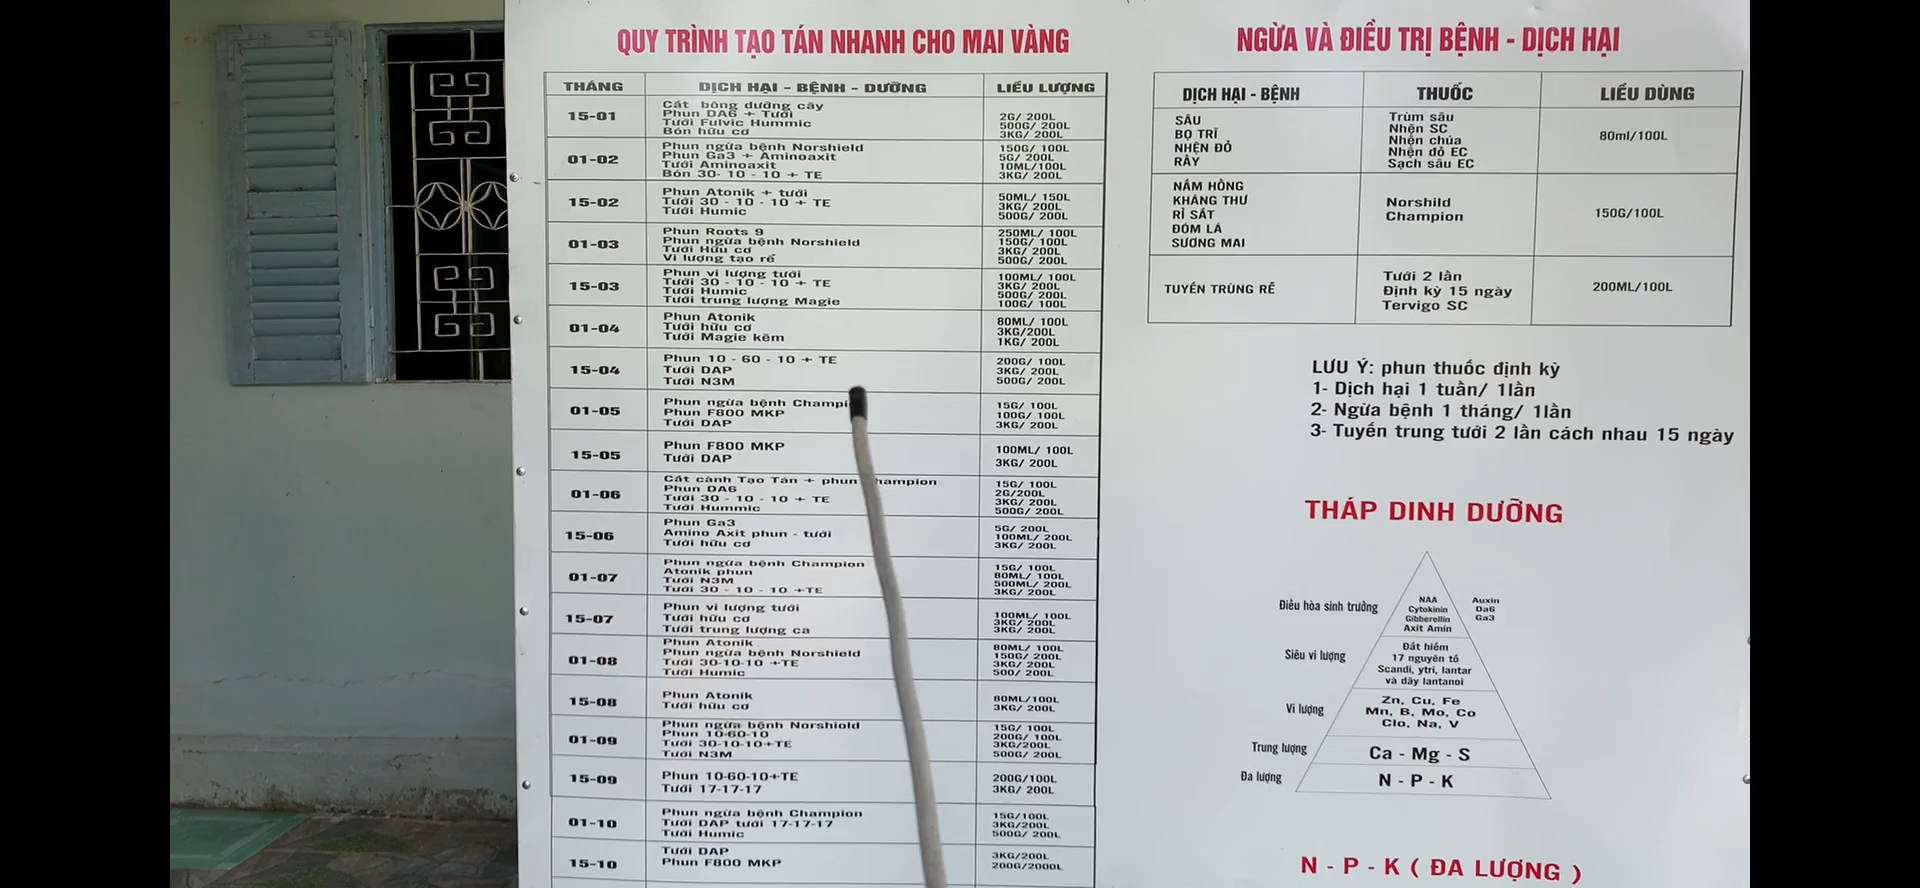 QUY TRÌNH TẠO TÁN NHANH CHO MAI VÀNG
THÁNG DỊCH HẠI - BỆNH - DƯỠNG LIỀU LƯỢNG
15-01
Cắt bông dưỡng cây
Phun DA6 + Tưới 2G/ 200L
Tưới Fulvic Hummic 500G/ 200L
Bón hữu cơ 3KG/ 200L
01-02
Phun ngừa bệnh Norshield 150G/ 100L
Phun Ga3 + Aminoaxit 5G/ 200L
Tưới Aminoaxit 10ML/100L
Bón 30- 10 - 10 + TE 3KG/ 200L
15-02
Phun Atonik + tưới 50ML/ 150L
Tưới 30 - 10 - 10 + TE 3KG/ 200L
Tưới Humic 500G/ 200L
01-03
Phun Roots 9 250ML/ 100L
Phun ngừa bệnh Norshield 150G/ 100L
Tưới Hữu cơ 3KG/ 200L
Vi lượng tạo rể 500G/ 200L
15-03
Phun vi lượng tưới 100ML/ 100L
Tưới 30 - 10 - 10 + TE 3KG/ 200L
Tưới Humic 500G/ 200L
Tưới trung lượng Magie 100G/ 100L
01-04
Phun Atonik 80ML/ 100L
Tưới hữu cơ 3KG/200L
Tưới Magie kẽm 1KG/ 200L
15-04
Phun 10 - 60 - 10 + TE 200G/ 100L
Tưới DAP 3KG/ 200L
Tưới N3M 500G/ 200L
01-05
Phun ngừa bệnh Champi 15G/ 100L
Phun F800 MKP 100G/ 100L
Tưới DAP 3KG/ 200L
15-05
Phun F800 MKP 100ML/ 100L
Tưới DAP 3KG/ 200L
01-06
Cắt cành Tạo Tán + phun hampion 15G/ 100L
Phun DA6 2G/200L
Tưới 30 - 10 - 10 + TE 3KG/ 200L
Tưới Hummic 500G/ 200L
15-06
Phun Ga3 5G/ 200L
Amino Axit phun - tưới 100ML/ 200L
Tưới hữu cơ 3KG/ 200L
01-07
Phun ngừa bệnh Champion 15G/ 100L
Atonik phun 80ML/ 100L
Tưới N3M 500ML/ 200L
Tưới 30 - 10 - 10 +TE 3KG/ 200L
15-07
Phun vi lượng tưới 100ML/ 100L
Tưới hữu cơ 3KG/ 200L
Tưới trung lượng ca 3KG/ 200L
01-08
Phun Atonik 80ML/ 100L
Phun ngừa bệnh Norshield 150G/ 200L
Tưới 30-10-10 +TE 3KG/ 200L
Tưới Humic 500/ 200L
15-08
Phun Atonik 80ML/100L
Tưới hữu cơ 3KG/ 200L
01-09
Phun ngừa bệnh Norshiold 15G/ 100L
Phun 10-60-10 200G/ 100L
Tưới 30-10-10+TE 3KG/200L
Tưới N3M 500G/ 200L
15-09
Phun 10-60-10+TE 200G/100L
Tưới 17-17-17 3KG/ 200L
01-10
Phun ngừa bệnh Champion 15G/100L
Tưới DAP tưới 17-17-17 3KG/200L
Tưới Humic 500G/ 200L
15-10
Tưới DAP 3KG/200L
Phun F800 MKP 200G/2000L
NGỪA VÀ ĐIỀU TRỊ BỆNH - DỊCH HẠI
DỊCH HẠI - BỆNH THUỐC LIỀU DÙNG
SÂU
BỌ TRĨ
NHỆN ĐỎ
RẦY
Trùm sâu
Nhện SC
Nhện chúa
Nhện đỏ EC
Sạch sâu EC
80ml/100L
NẤM HỒNG
KHÁNG THƯ
RỈ SẮT
ĐỐM LÁ
SƯƠNG MAI
Norshild
Champion
150G/100L
TUYẾN TRÙNG RỄ
Tưới 2 lần
Định kỳ 15 ngày
Tervigo SC
200ML/100L
LƯU Ý: phun thuốc định kỳ
1- Dịch hại 1 tuần/ 1lần
2- Ngừa bệnh 1 tháng/ 1lần
3- Tuyến trung tưới 2 lần cách nhau 15 ngày
THÁP DINH DƯỠNG
Điều hòa sinh trưởng
NAA
Cytokinin
Gibberellin
Axit Amin
Auxin
Da6
Ga3
Siêu vi lượng
Đất hiếm
17 nguyên tố
Scandi, ytri, lantar
và dãy lantanoi
Vi lượng
Zn, Cu, Fe
Mn, B, Mo, Co
Clo, Na, V
Trung lượng
Ca - Mg - S
Đa lượng
N - P - K
N - P - K ( ĐA LƯỢNG )